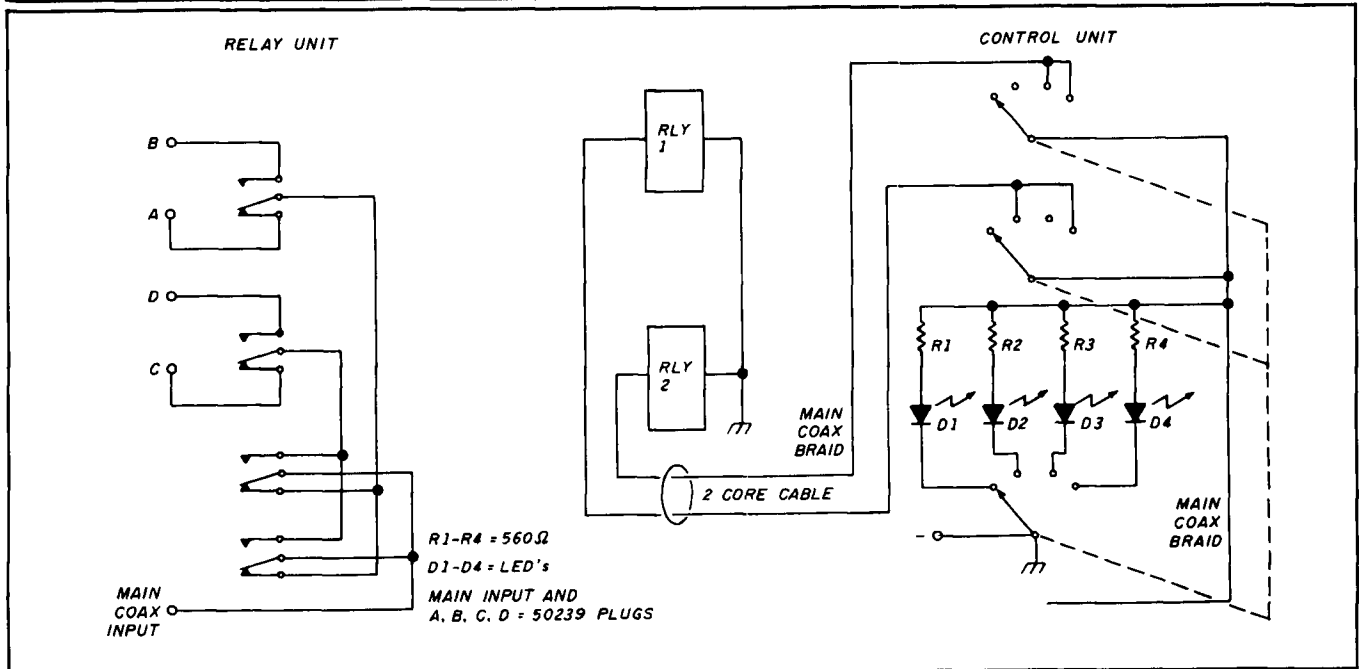 RELAY UNIT
CONTROL UNIT
B
A
D
C
MAIN
COAX
INPUT
RLY
1
RLY
2
MAIN
COAX
BRAID
2 CORE CABLE
R1-R4 = 560Ω
D1-D4 = LED's
MAIN INPUT AND
A, B, C, D = 50239 PLUGS
R1
R2
R3
R4
D1
D2
D3
D4
MAIN
COAX
BRAID
-